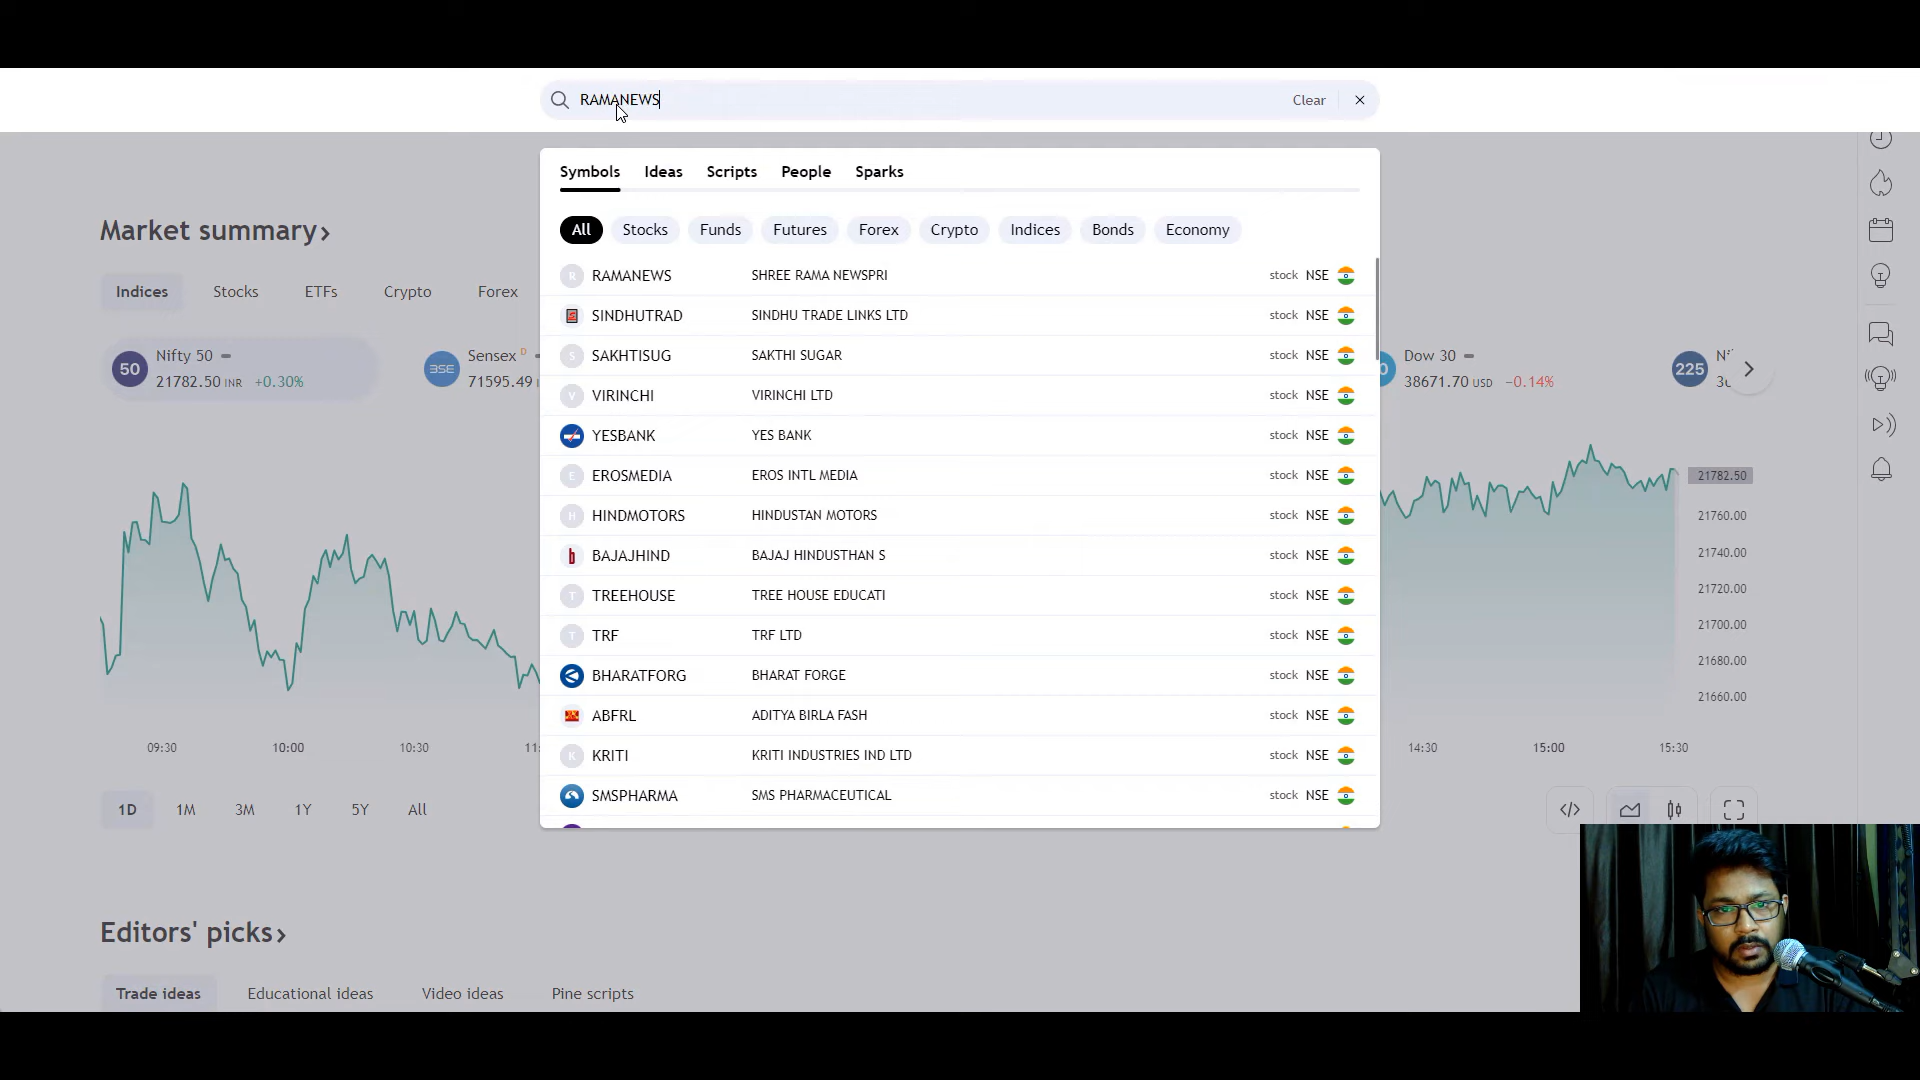 RAMANEWS Clear
Symbols Ideas Scripts People Sparks
All Stocks Funds Futures Forex Crypto Indices Bonds Economy
R RAMANEWS SHREE RAMA NEWSPRI stock NSE
SINDHUTRAD SINDHU TRADE LINKS LTD stock NSE
S SAKHTISUG SAKTHI SUGAR stock NSE
V VIRINCHI VIRINCHI LTD stock NSE
YESBANK YES BANK stock NSE
E EROSMEDIA EROS INTL MEDIA stock NSE
H HINDMOTORS HINDUSTAN MOTORS stock NSE
b BAJAJHIND BAJAJ HINDUSTHAN S stock NSE
T TREEHOUSE TREE HOUSE EDUCATI stock NSE
T TRF TRF LTD stock NSE
BHARATFORG BHARAT FORGE stock NSE
ABFRL ADITYA BIRLA FASH stock NSE
K KRITI KRITI INDUSTRIES IND LTD stock NSE
SMSPHARMA SMS PHARMACEUTICAL stock NSE
Market summary
Indices Stocks ETFs Crypto Forex
50 Nifty 50
21782.50 INR +0.30%
BSE Sensex D
71595.49
Dow 30
38671.70 USD −0.14%
225
21782.50
21760.00
21740.00
21720.00
21700.00
21680.00
21660.00
09:30 10:00 10:30 14:30 15:00 15:30
1D 1M 3M 1Y 5Y All
Editors' picks
Trade ideas Educational ideas Video ideas Pine scripts